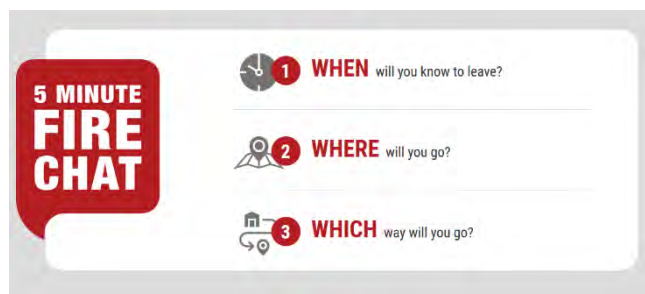 5 MINUTE
FIRE
CHAT
1 WHEN will you know to leave?
2 WHERE will you go?
3 WHICH way will you go?